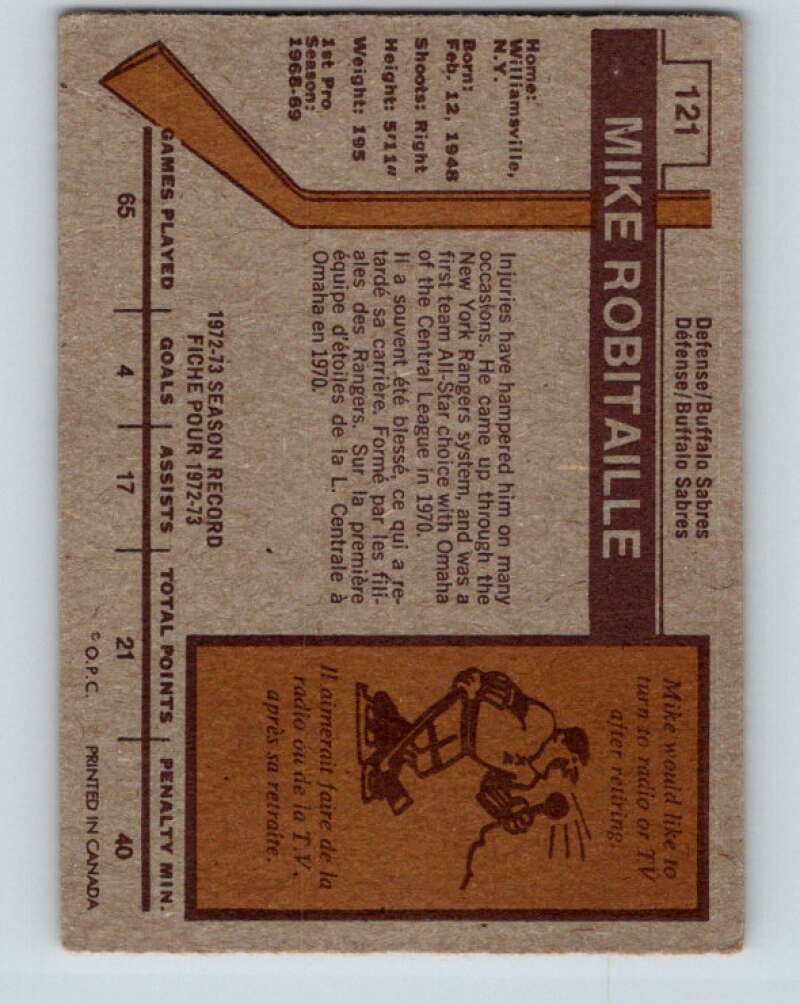 121
Defense/Buffalo Sabres
Défense/Buffalo Sabres
MIKE ROBITAILLE
Home:
Williamsville,
N.Y.
Born:
Feb. 12, 1948
Shoots: Right
Height: 5'11"
Weight: 195
1st Pro
Season:
1968-69
Injuries have hampered him on many
occasions. He came up through the
New York Rangers system, and was a
first team All-Star choice with Omaha
of the Central League in 1970.
Il a souvent été blessé, ce qui a re-
tardé sa carrière. Formé par les fili-
ales des Rangers. Sur la première
équipe d'étoiles de la L. Centrale à
Omaha en 1970.
Mike would like to
turn to radio or TV
after retiring.
Il aimerait faire de la
radio ou de la T.V.
après sa retraite.
1972-73 SEASON RECORD
FICHE POUR 1972-73
GAMES PLAYED GOALS ASSISTS TOTAL POINTS PENALTY MIN.
65 4 17 21 40
© O.P.C. PRINTED IN CANADA